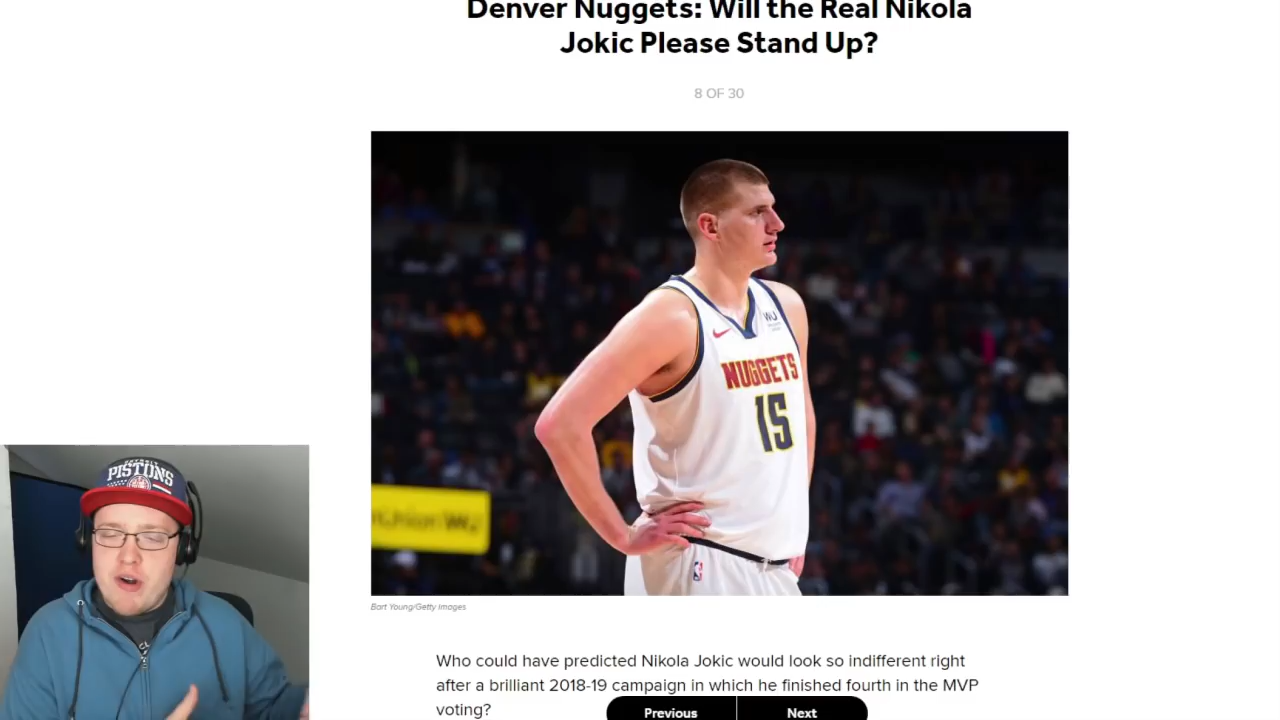 Denver Nuggets: Will the Real Nikola
Jokic Please Stand Up?
8 OF 30
NUGGETS
15
WU
PISTONS
Bart Young/Getty Images
Who could have predicted Nikola Jokic would look so indifferent right
after a brilliant 2018-19 campaign in which he finished fourth in the MVP
voting?
Previous
Next